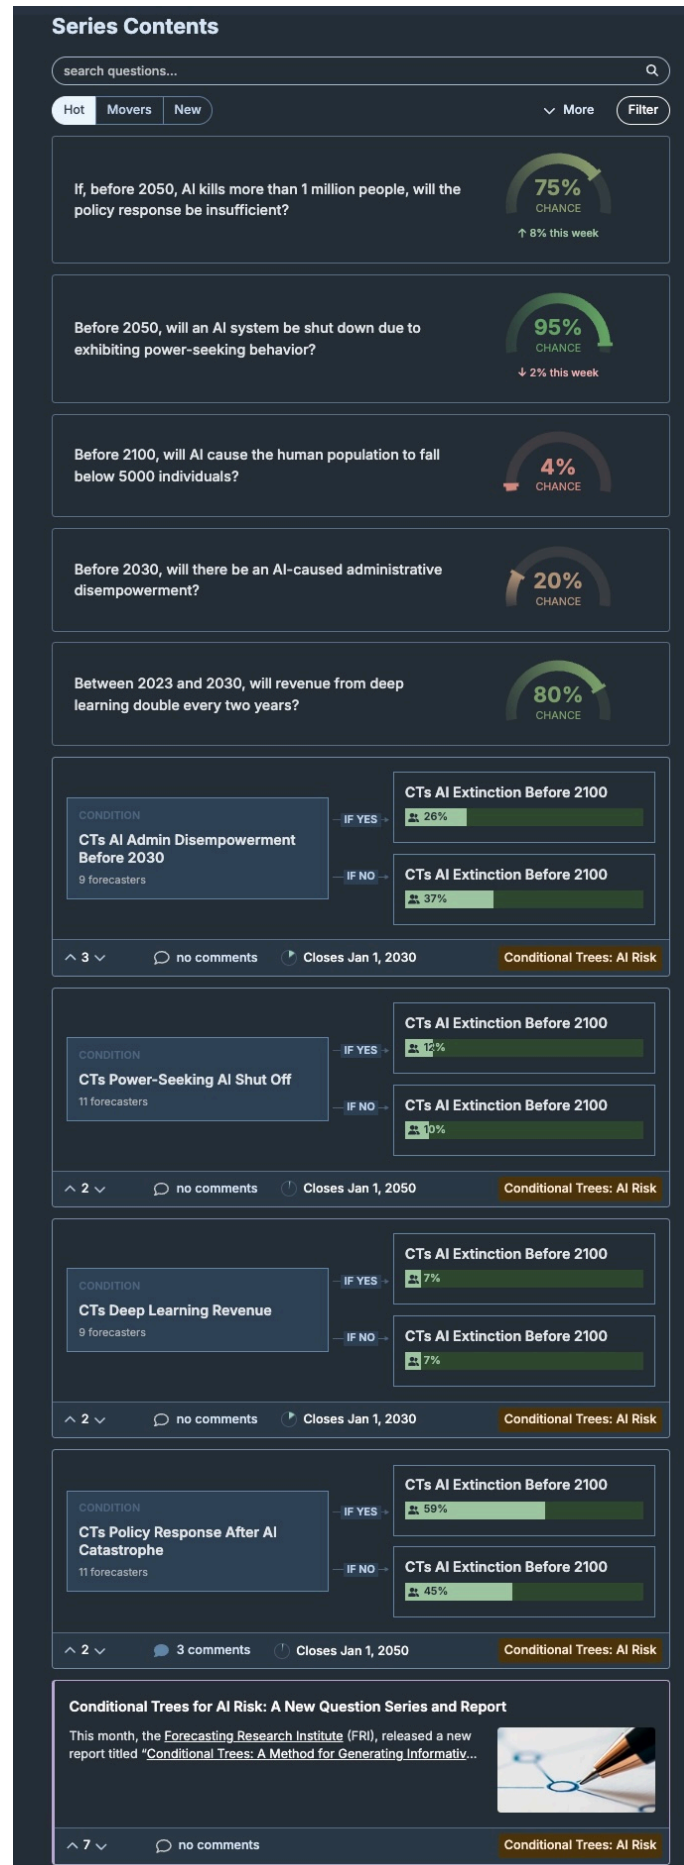 Series Contents
search questions...
Hot Movers New More Filter
If, before 2050, AI kills more than 1 million people, will the
policy response be insufficient?
75%
CHANCE
↑ 8% this week
Before 2050, will an AI system be shut down due to
exhibiting power-seeking behavior?
95%
CHANCE
↓ 2% this week
Before 2100, will AI cause the human population to fall
below 5000 individuals?
4%
CHANCE
Before 2030, will there be an AI-caused administrative
disempowerment?
20%
CHANCE
Between 2023 and 2030, will revenue from deep
learning double every two years?
80%
CHANCE
CONDITION
CTs AI Admin Disempowerment
Before 2030
9 forecasters
IF YES
CTs AI Extinction Before 2100
26%
IF NO
CTs AI Extinction Before 2100
37%
3 no comments Closes Jan 1, 2030 Conditional Trees: AI Risk
CONDITION
CTs Power-Seeking AI Shut Off
11 forecasters
IF YES
CTs AI Extinction Before 2100
12%
IF NO
CTs AI Extinction Before 2100
10%
2 no comments Closes Jan 1, 2050 Conditional Trees: AI Risk
CONDITION
CTs Deep Learning Revenue
9 forecasters
IF YES
CTs AI Extinction Before 2100
7%
IF NO
CTs AI Extinction Before 2100
7%
2 no comments Closes Jan 1, 2030 Conditional Trees: AI Risk
CONDITION
CTs Policy Response After AI
Catastrophe
11 forecasters
IF YES
CTs AI Extinction Before 2100
59%
IF NO
CTs AI Extinction Before 2100
45%
2 3 comments Closes Jan 1, 2050 Conditional Trees: AI Risk
Conditional Trees for AI Risk: A New Question Series and Report
This month, the Forecasting Research Institute (FRI), released a new
report titled “Conditional Trees: A Method for Generating Informativ...
7 no comments Conditional Trees: AI Risk